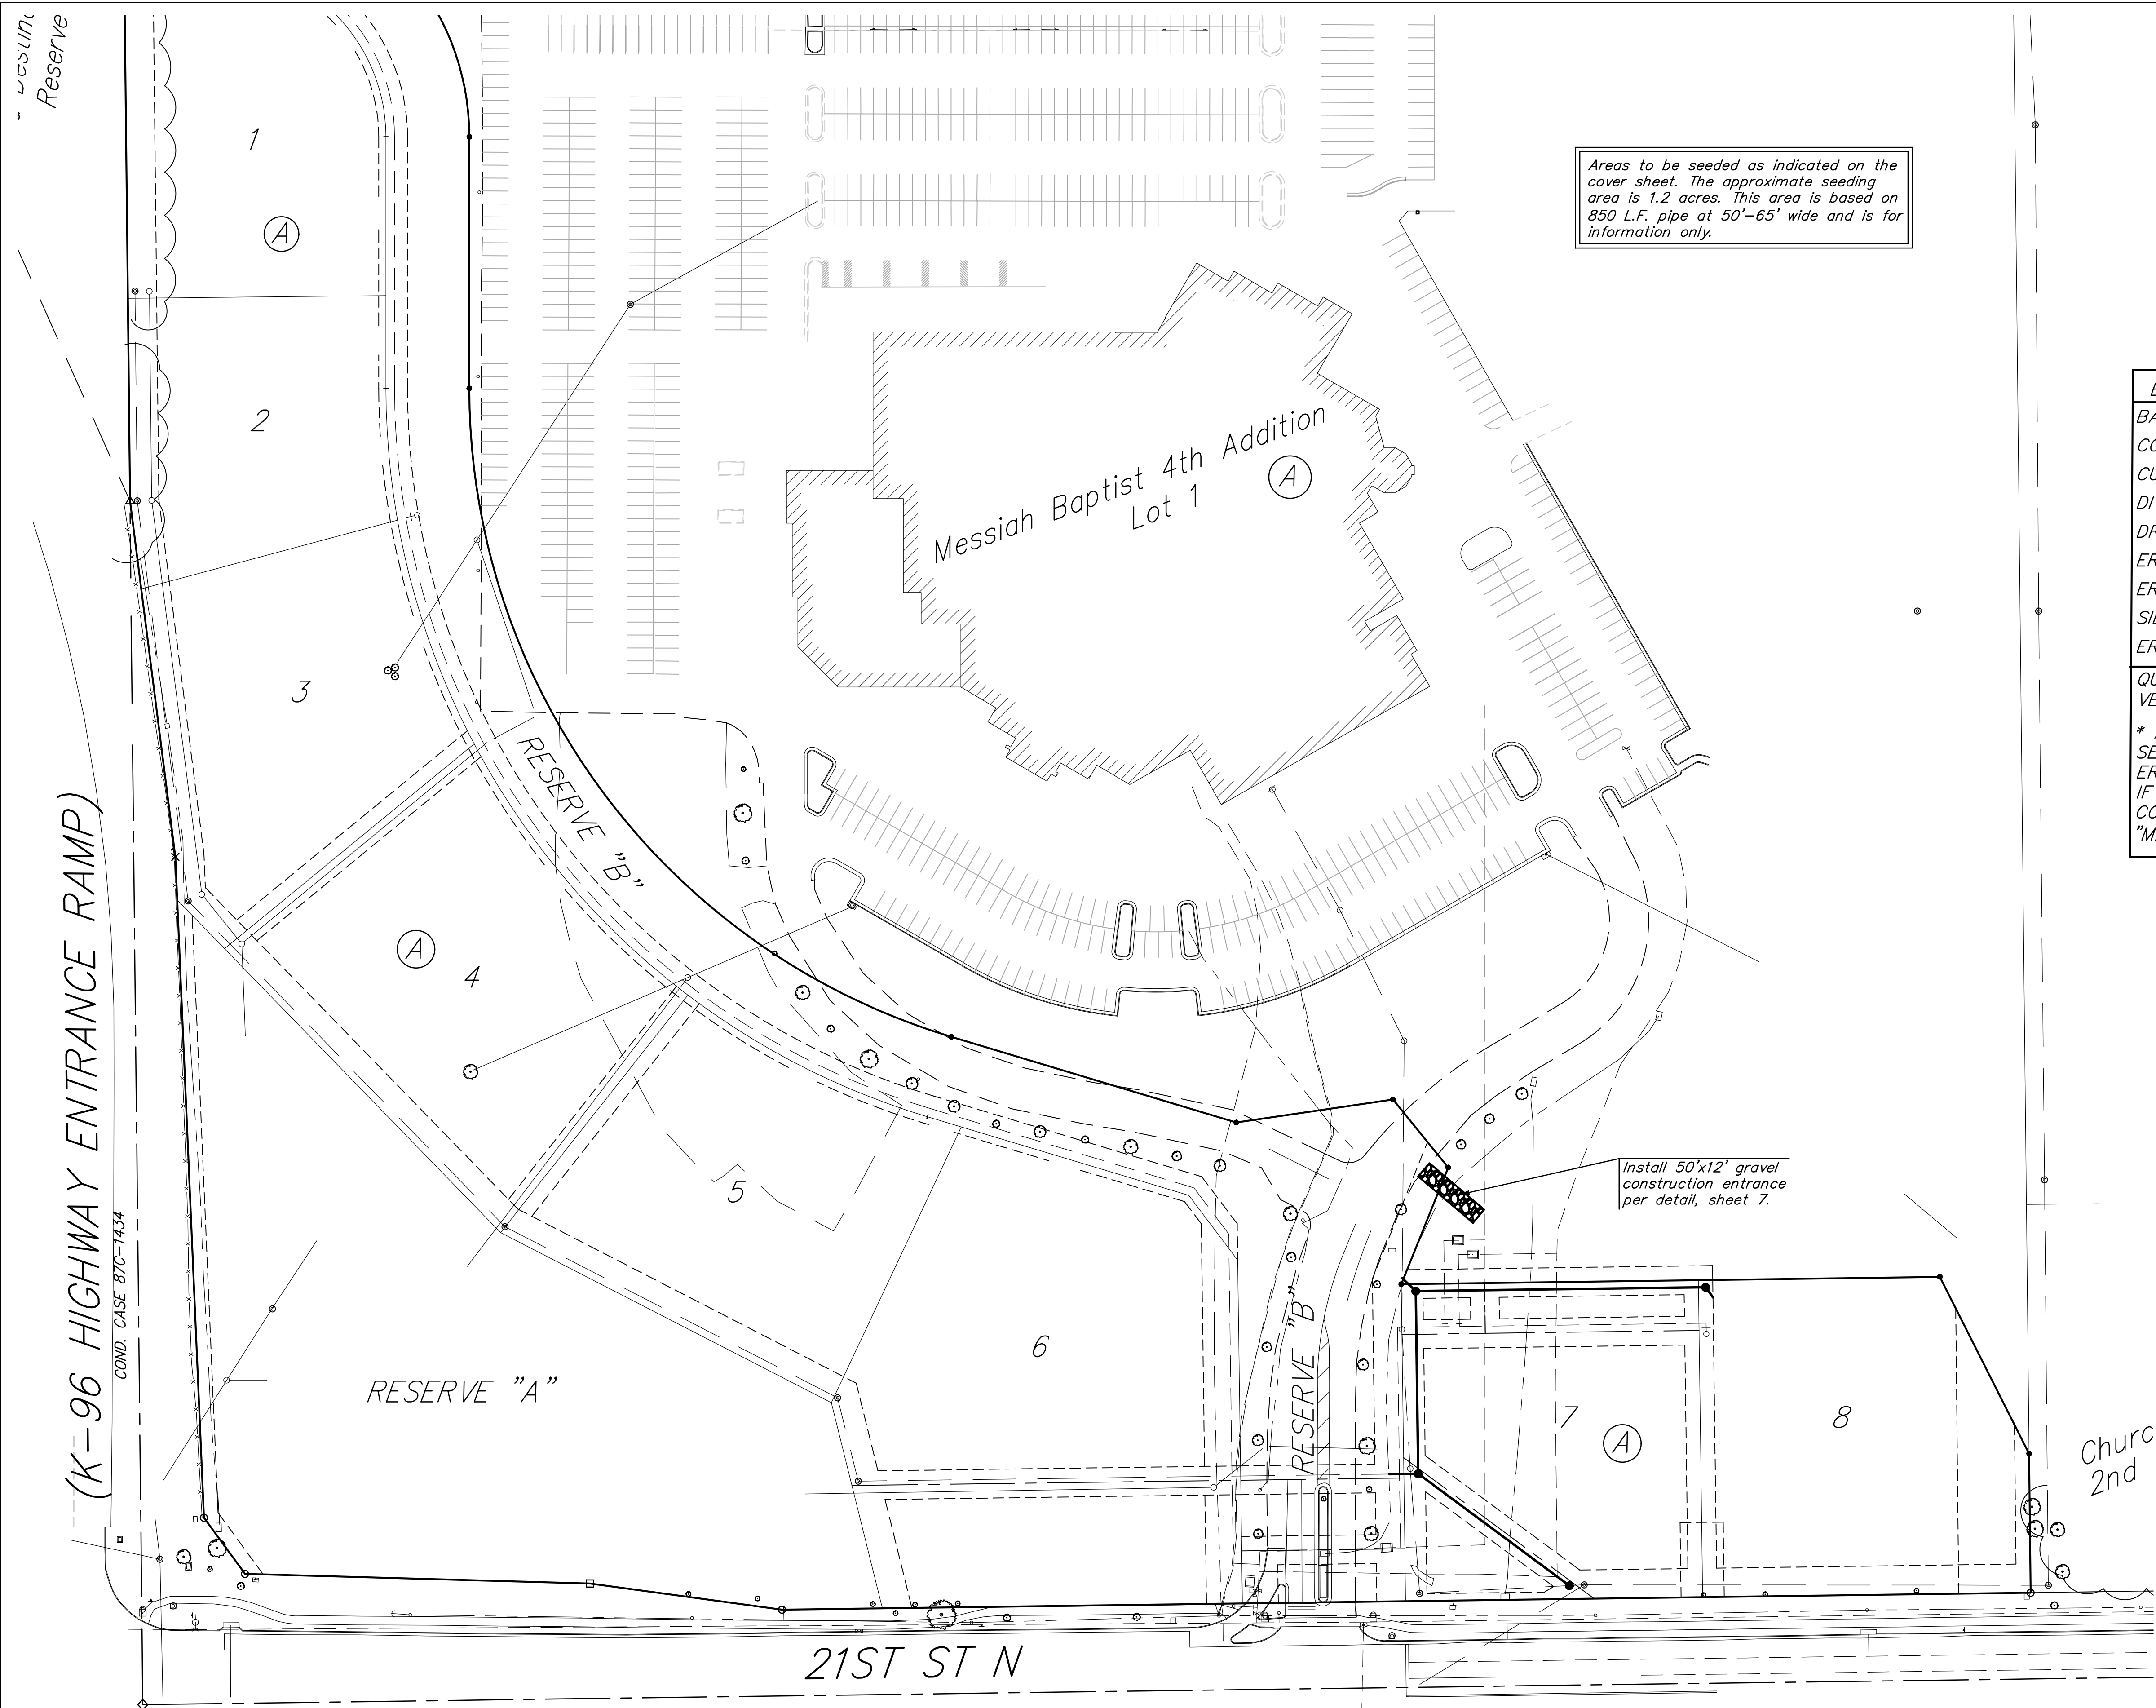 Reserve
1
A
2
3
A
4
5
6
7
A
8
Areas to be seeded as indicated on the
cover sheet. The approximate seeding
area is 1.2 acres. This area is based on
850 L.F. pipe at 50'-65' wide and is for
information only.
Messiah Baptist 4th Addition
Lot 1
A
RESERVE "B"
(K-96 HIGHWAY ENTRANCE RAMP)
COND. CASE 87C-1434
RESERVE "A"
RESERVE "B"
Install 50'x12' gravel
construction entrance
per detail, sheet 7.
2nd
21ST ST N
IF